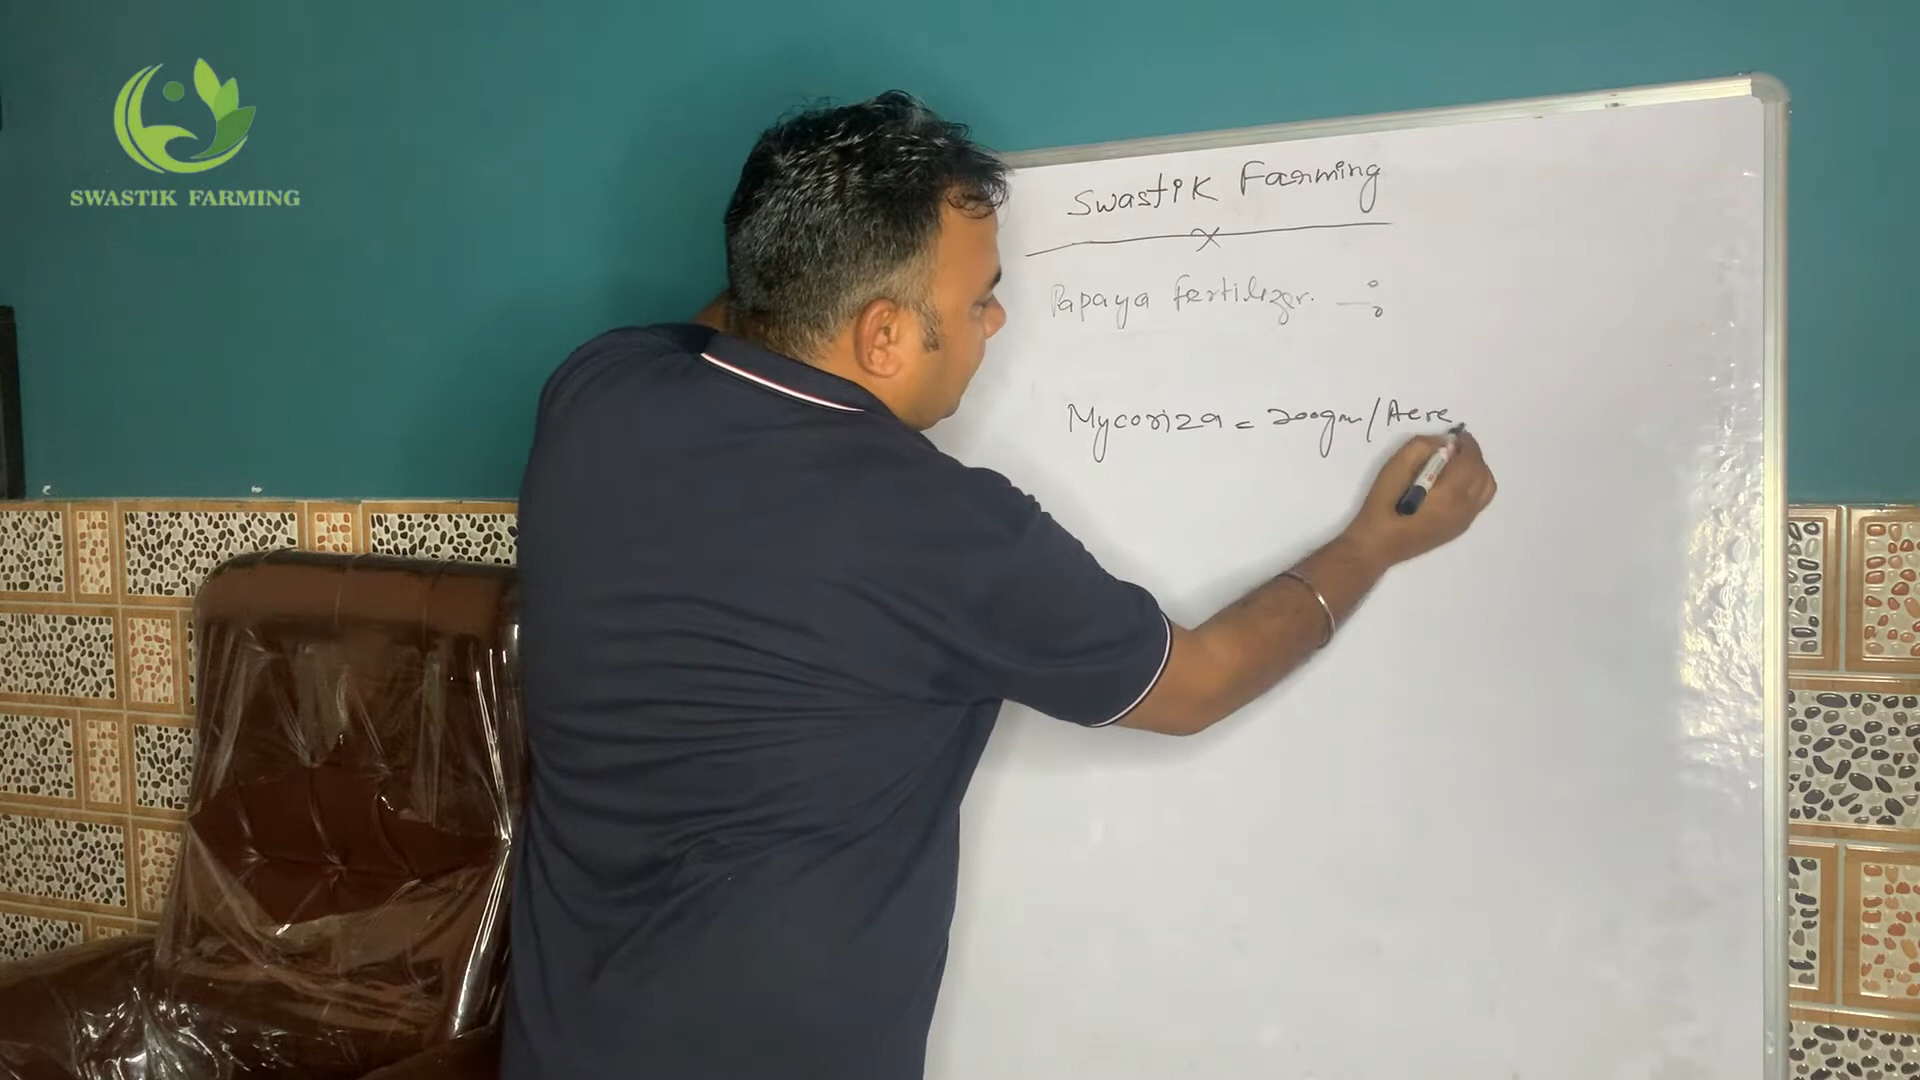 SWASTIK FARMING
Swastik Farming
Papaya fertilizer. —:
Mycoriza = 200gm/Acre